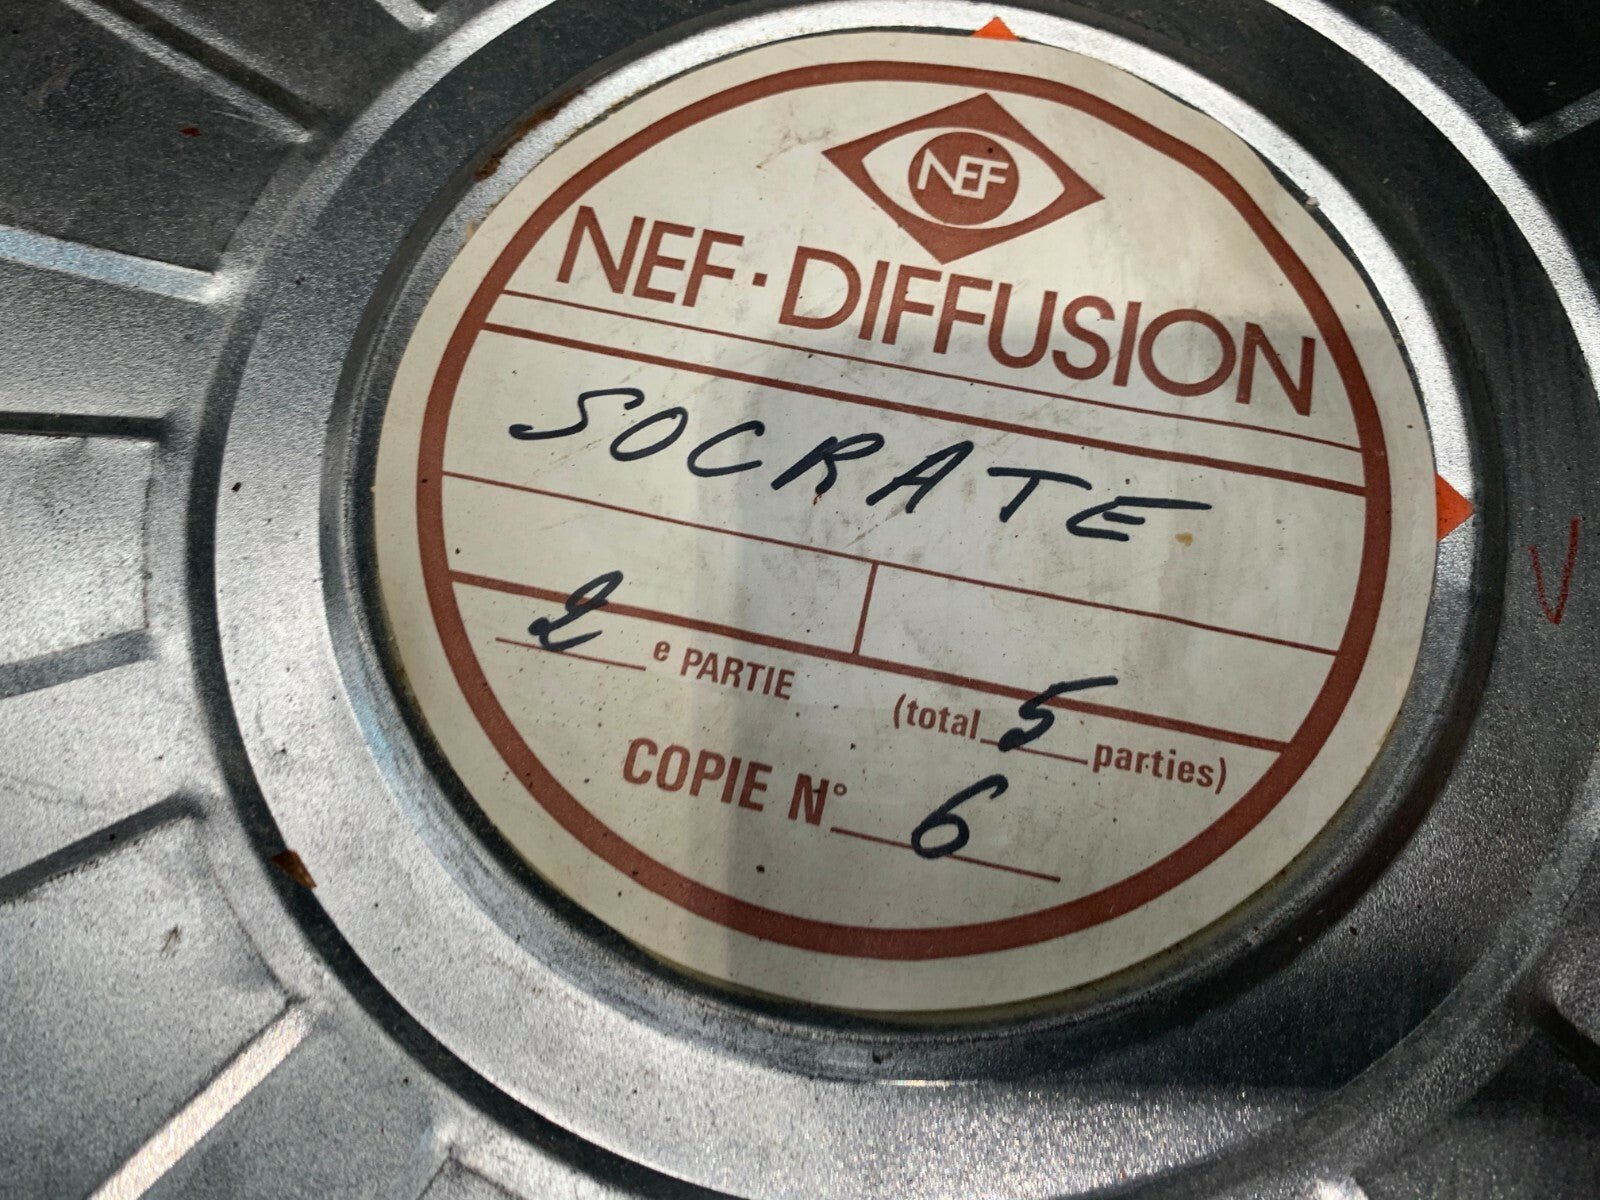 NEF
NEF·DIFFUSION
SOCRATE
2 e PARTIE (total 5 parties)
COPIE N° 6